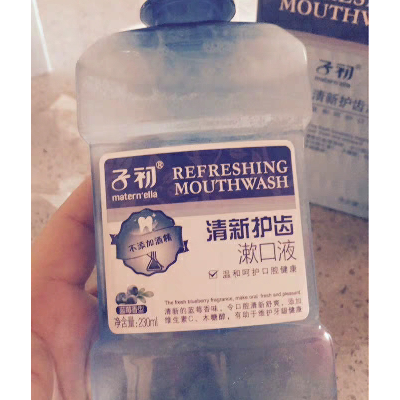 子初®
matern'ella
REFRESHING
MOUTHWASH
不添加酒精
清新护齿
漱口液
温和呵护口腔健康
蓝莓香型
净含量:230ml
The fresh blueberry fragrance, make oral fresh and pleasant.
清新的蓝莓香味,令口腔清新舒爽,添加
维生素C、木糖醇,有助于维护牙龈健康
MOUTHWA
子初
清新护齿